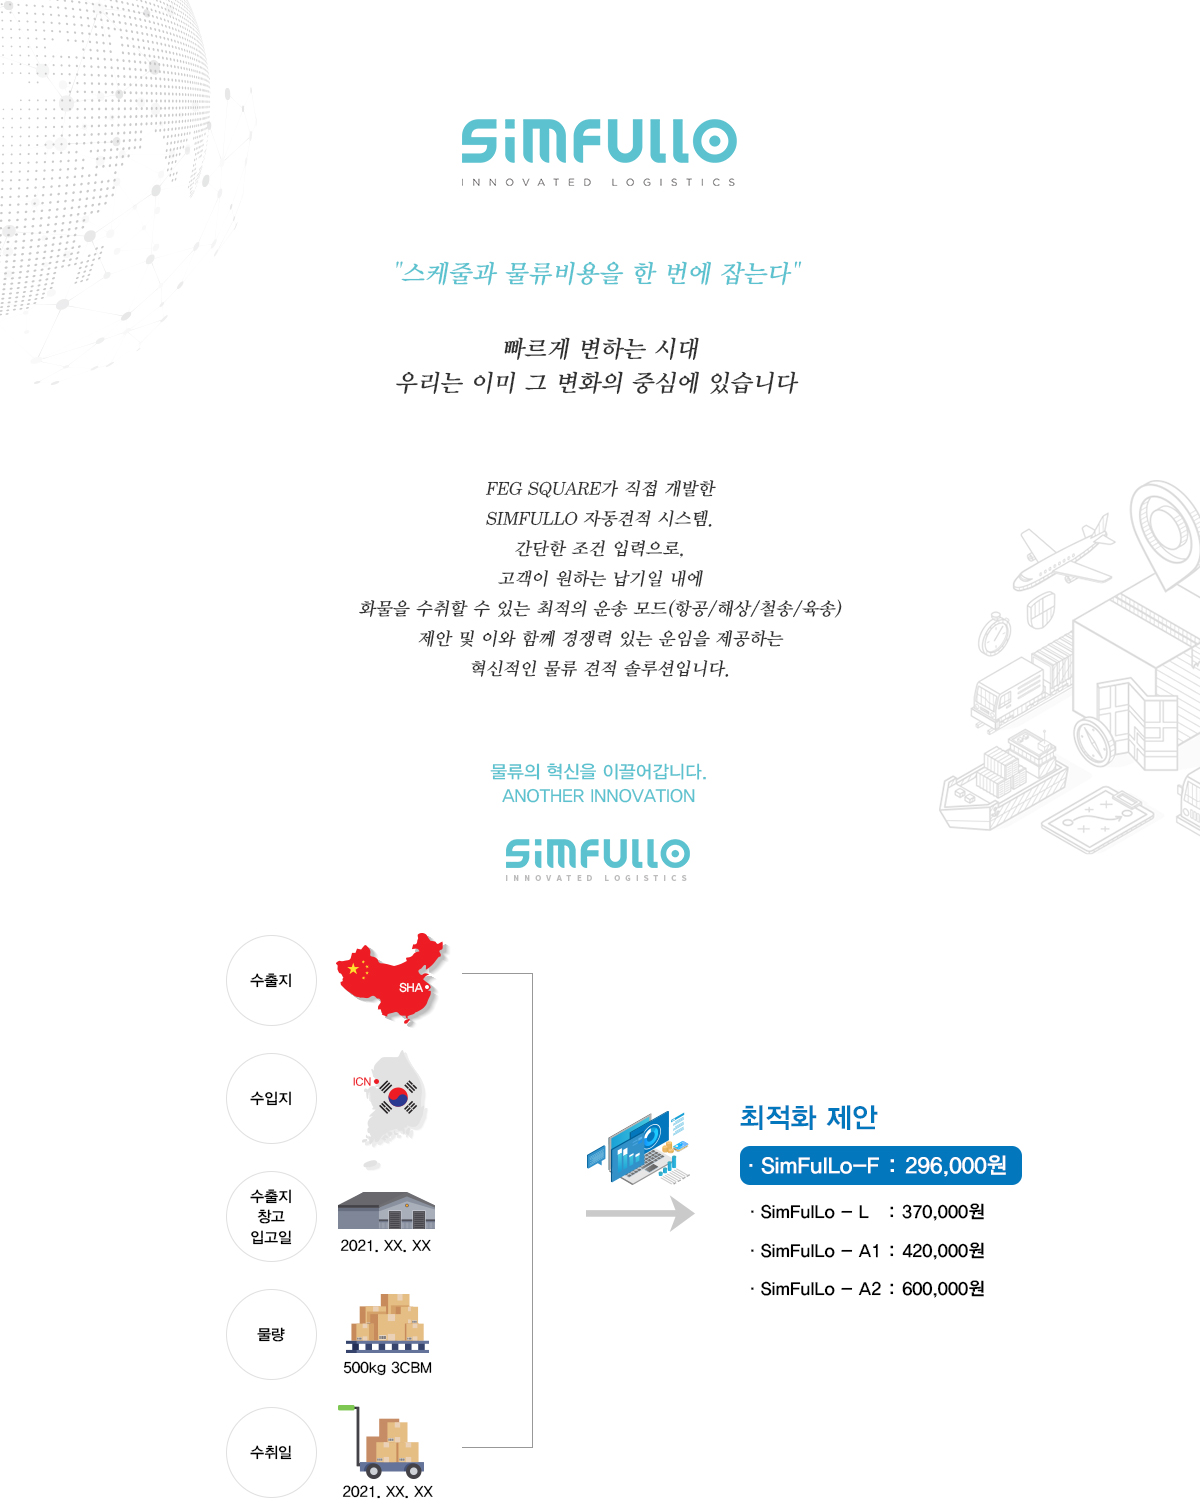 SimFULLO
INNOVATED LOGISTICS
"스케줄과 물류비용을 한 번에 잡는다"
빠르게 변하는 시대
우리는 이미 그 변화의 중심에 있습니다
FEG SQUARE가 직접 개발한
SIMFULLO 자동견적 시스템.
간단한 조건 입력으로.
고객이 원하는 납기일 내에
화물을 수취할 수 있는 최적의 운송 모드(항공/해상/철송/육송)
제안 및 이와 함께 경쟁력 있는 운임을 제공하는
혁신적인 물류 견적 솔루션입니다.
물류의 혁신을 이끌어갑니다.
ANOTHER INNOVATION
SimFULLO
INNOVATED LOGISTICS
수출지
SHA
수입지
ICN
수출지
창고
입고일
2021. XX. XX
물량
500kg 3CBM
수취일
2021. XX. XX
최적화 제안
· SimFulLo-F : 296,000원
· SimFulLo - L : 370,000원
· SimFulLo - A1 : 420,000원
· SimFulLo - A2 : 600,000원